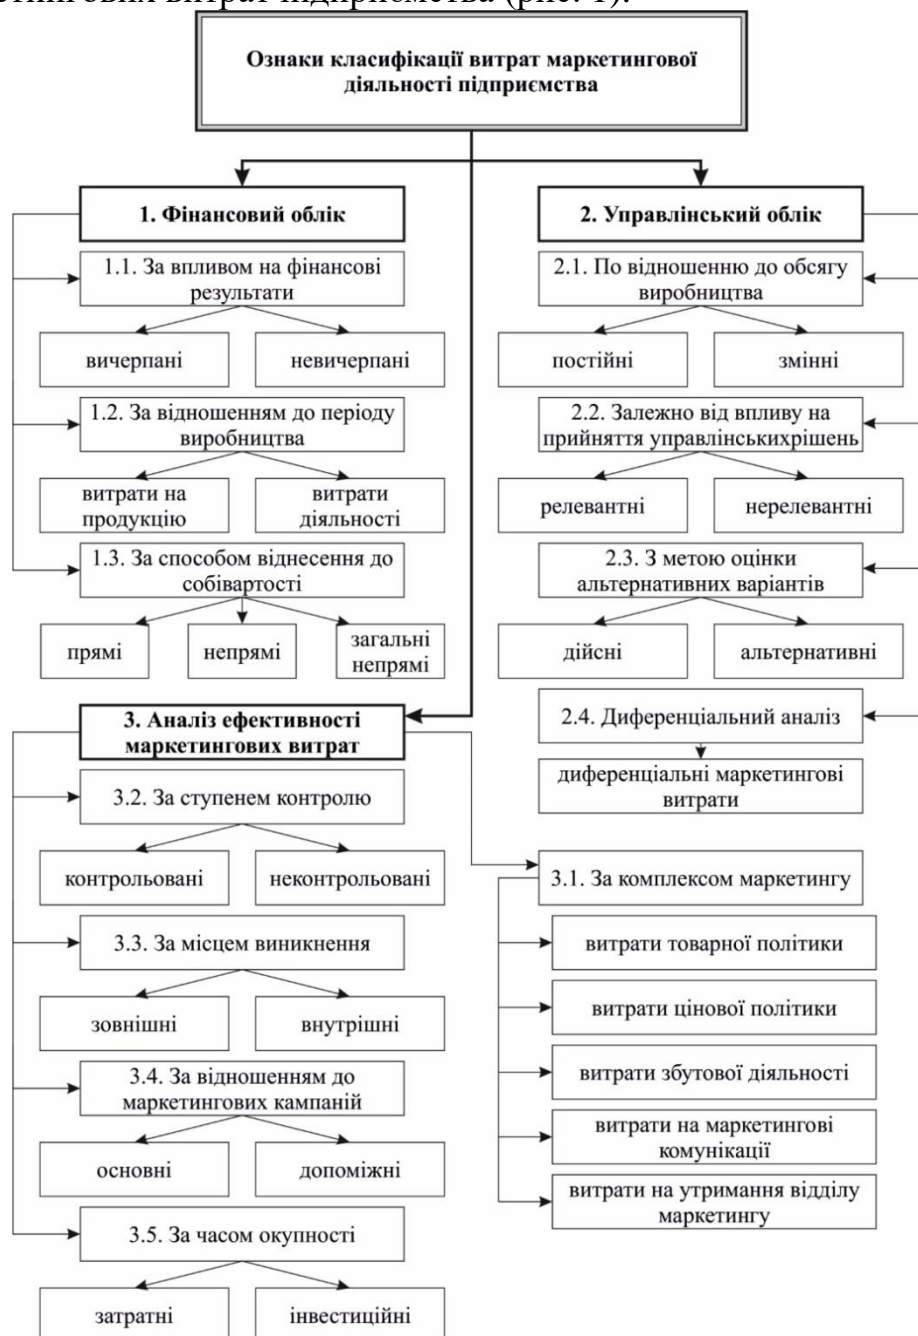 витрат підприємства (рис. 1).
Ознаки класифікації витрат маркетингової
діяльності підприємства
1. Фінансовий облік
1.1. За впливом на фінансові
результати
вичерпані
невичерпані
1.2. За відношенням до періоду
виробництва
витрати на
продукцію
витрати
діяльності
1.3. За способом віднесення до
собівартості
прямі
непрямі
загальні
непрямі
2. Управлінський облік
2.1. По відношенню до обсягу
виробництва
постійні
змінні
2.2. Залежно від впливу на
прийняття управлінськихрішень
релевантні
нерелевантні
2.3. З метою оцінки
альтернативних варіантів
дійсні
альтернативні
2.4. Диференціальний аналіз
диференціальні маркетингові
витрати
3. Аналіз ефективності
маркетингових витрат
3.2. За ступенем контролю
контрольовані
неконтрольовані
3.3. За місцем виникнення
зовнішні
внутрішні
3.4. За відношенням до
маркетингових кампаній
основні
допоміжні
3.5. За часом окупності
затратні
інвестиційні
3.1. За комплексом маркетингу
витрати товарної політики
витрати цінової політики
витрати збутової діяльності
витрати на маркетингові
комунікації
витрати на утримання відділу
маркетингу